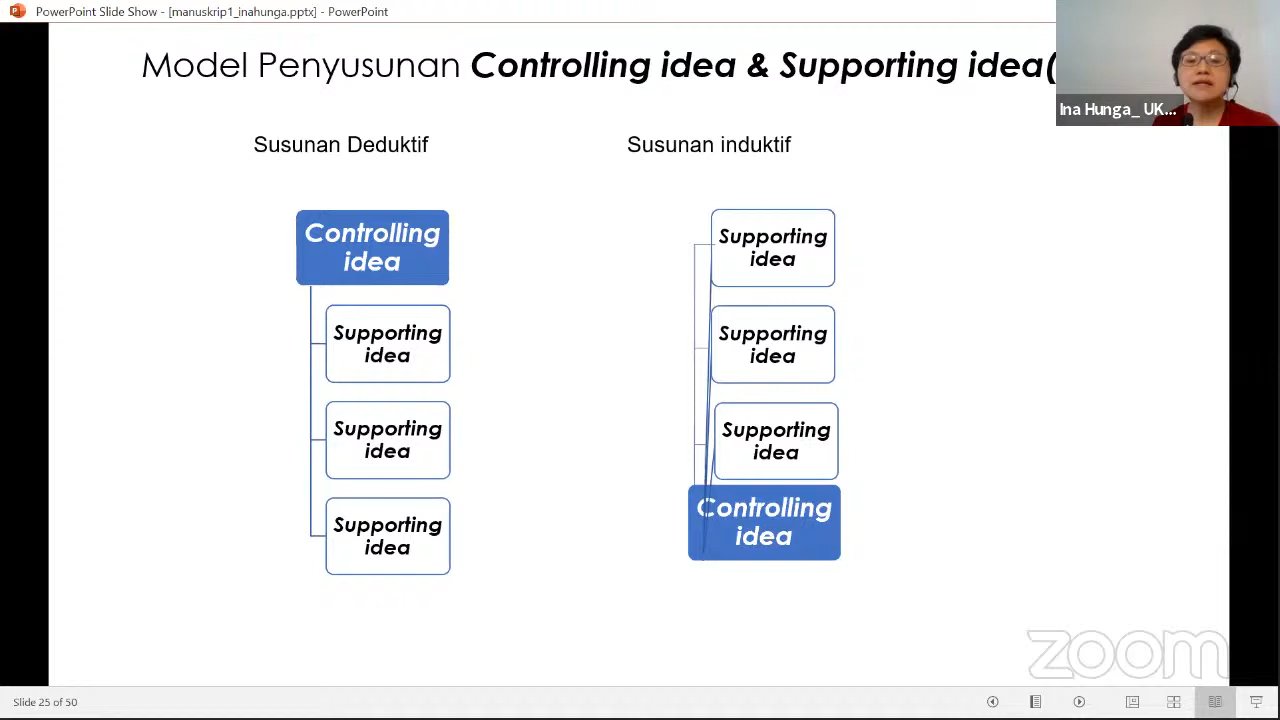 PowerPoint Slide Show - [manuskrip1_inahunga.pptx] - PowerPoint
Model Penyusunan Controlling idea & Supporting idea(
Ina Hunga_ UK...
Susunan Deduktif
Controlling
idea
Supporting
idea
Supporting
idea
Supporting
idea
Susunan induktif
Supporting
idea
Supporting
idea
Supporting
idea
Controlling
idea
zoom
Slide 25 of 50